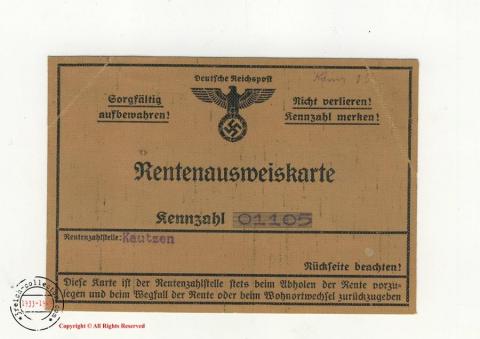 Deutsche Reichspost
Sorgfältig
aufbewahren!
Nicht verlieren!
Kennzahl merken!
Rentenausweiskarte
Kennzahl 01105
Rentenzahlstelle: Kautzen
Rückseite beachten!
Diese Karte ist der Rentenzahlstelle stets beim Abholen der Rente vorzu-
legen und beim Wegfall der Rente oder beim Wohnortwechsel zurückzugeben
Copyright © All Rights Reserved